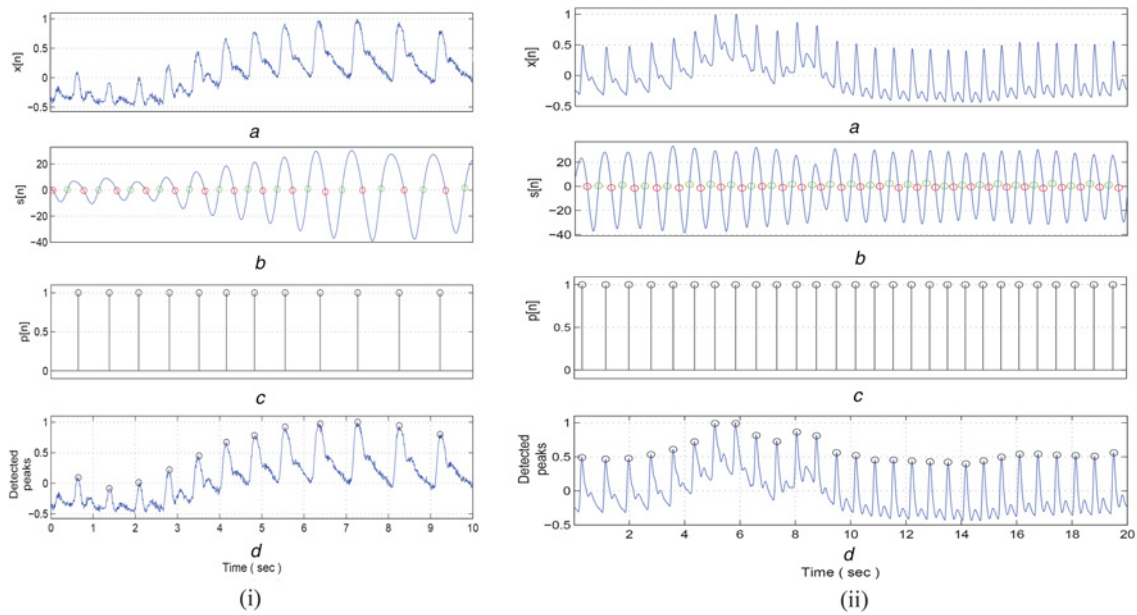 x[n]
1
0.5
0
−0.5
a
s[n]
20
0
−20
−40
b
p[n]
1
0.5
0
c
Detected
peaks
1
0.5
0
−0.5
0 1 2 3 4 5 6 7 8 9 10
d
Time ( sec )
(i)
x[n]
1
0.5
0
−0.5
a
s[n]
20
0
−20
−40
b
p[n]
1
0.5
0
c
Detected
peaks
1
0.5
0
−0.5
2 4 6 8 10 12 14 16 18 20
d
Time ( sec )
(ii)